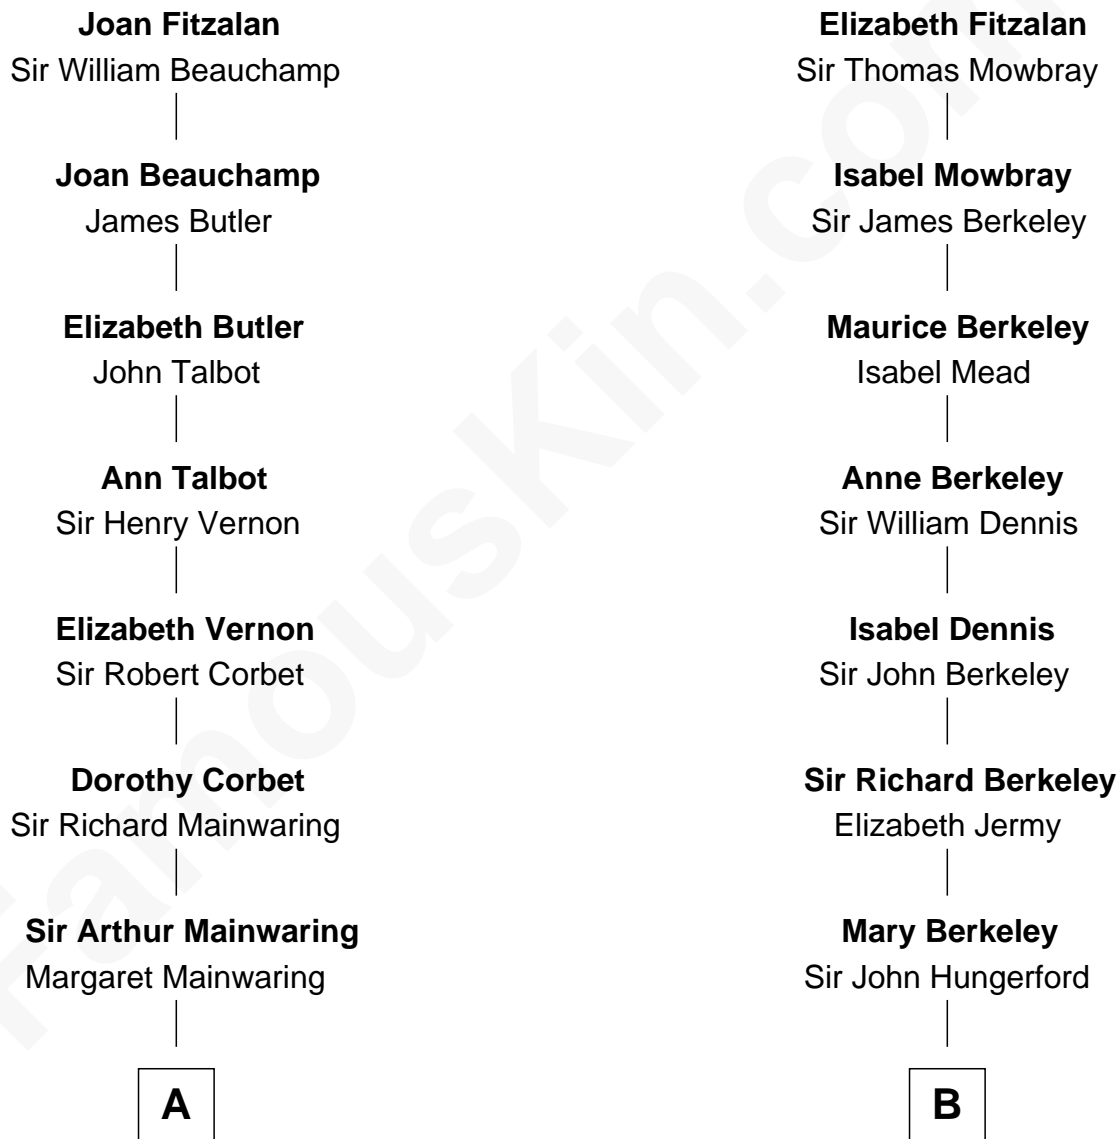 Joan Fitzalan
Sir William Beauchamp
Joan Beauchamp
James Butler
Elizabeth Butler
John Talbot
Ann Talbot
Sir Henry Vernon
Elizabeth Vernon
Sir Robert Corbet
Dorothy Corbet
Sir Richard Mainwaring
Sir Arthur Mainwaring
Margaret Mainwaring
A
Elizabeth Fitzalan
Sir Thomas Mowbray
Isabel Mowbray
Sir James Berkeley
Maurice Berkeley
Isabel Mead
Anne Berkeley
Sir William Dennis
Isabel Dennis
Sir John Berkeley
Sir Richard Berkeley
Elizabeth Jermy
Mary Berkeley
Sir John Hungerford
B
FamousKin.com